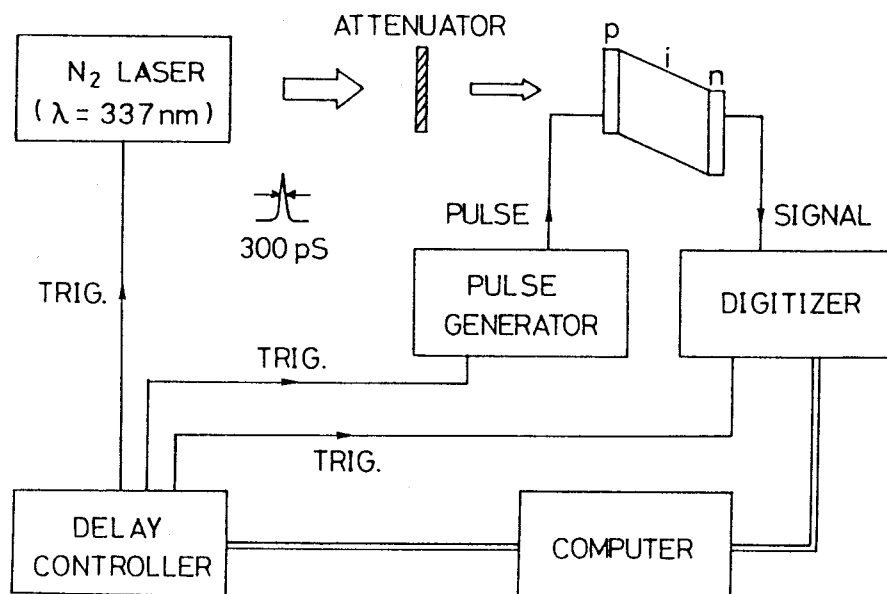 ATTENUATOR
N₂ LASER
(λ = 337nm)
p
i
n
300 pS
PULSE
SIGNAL
TRIG.
PULSE
GENERATOR
DIGITIZER
TRIG.
TRIG.
DELAY
CONTROLLER
COMPUTER